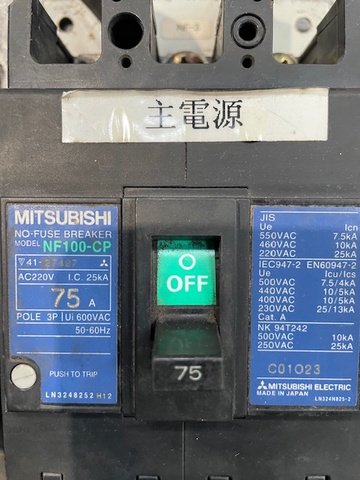 主電源
MITSUBISHI
NO-FUSE BREAKER
MODEL NF100-CP
AC220V I.C. 25kA
75 A
POLE 3P Ui 600VAC
50-60Hz
PUSH TO TRIP
LN324B252 H12
OFF
75
JIS
Ue Icn
550VAC 7.5kA
460VAC 10kA
220VAC 25kA
IEC947-2 EN60947-2
Ue Icu/Ics
500VAC 7.5/4kA
440VAC 10/5kA
400VAC 10/5kA
230VAC 25/13kA
Cat. A
NK 94T242
500VAC 10kA
250VAC 25kA
C01023
MITSUBISHI ELECTRIC
MADE IN JAPAN LN324N825-2